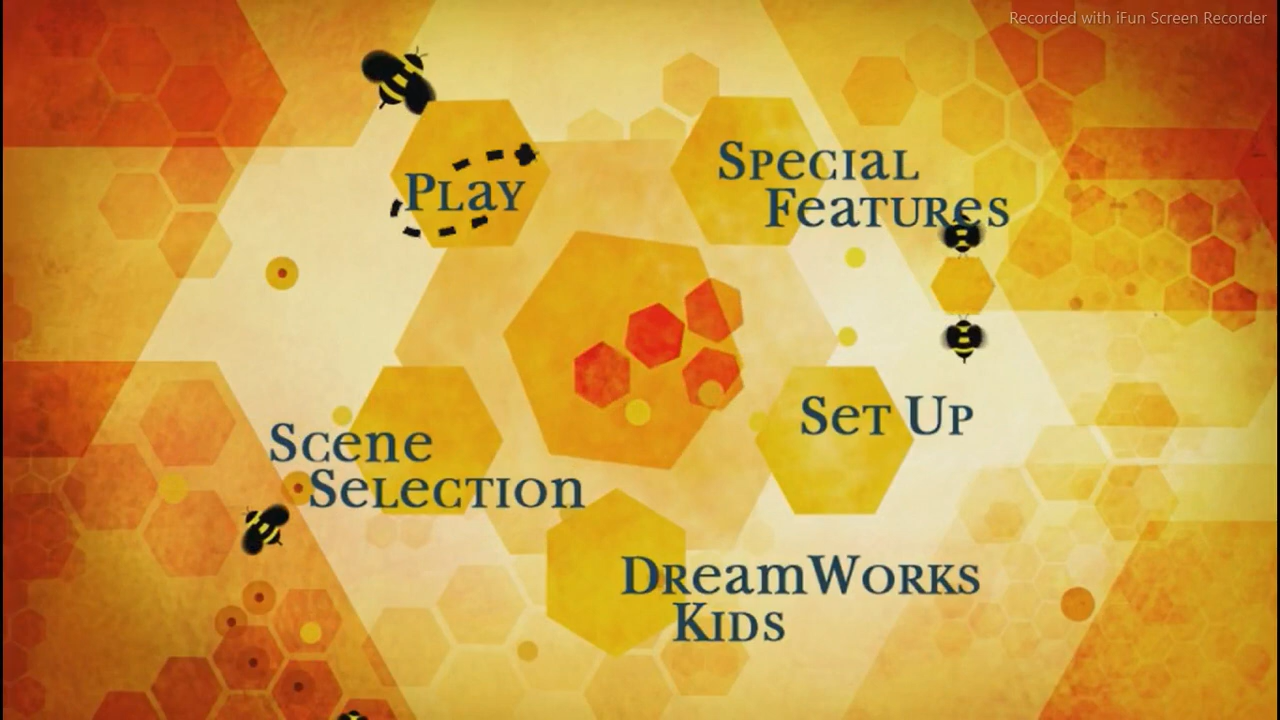 Recorded with iFun Screen Recorder
Play
Special
Features
Scene
Selection
Set Up
DreamWorks
Kids